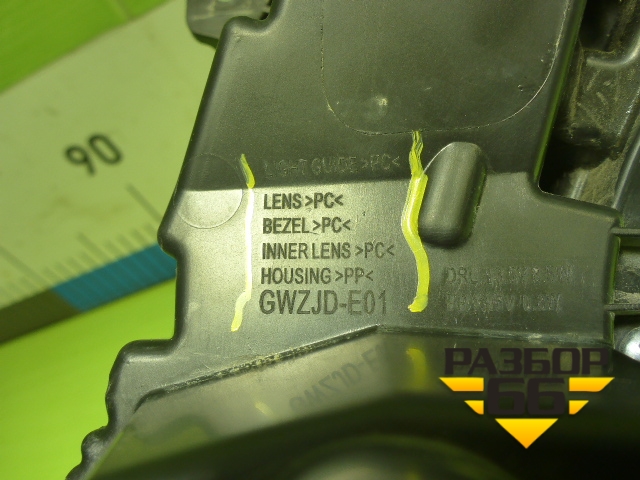 90
LIGHT GUIDE >PC<
LENS>PC<
BEZEL>PC<
INNER LENS>PC<
HOUSING>PP<
GWZJD-E01
РАЗБОР
66